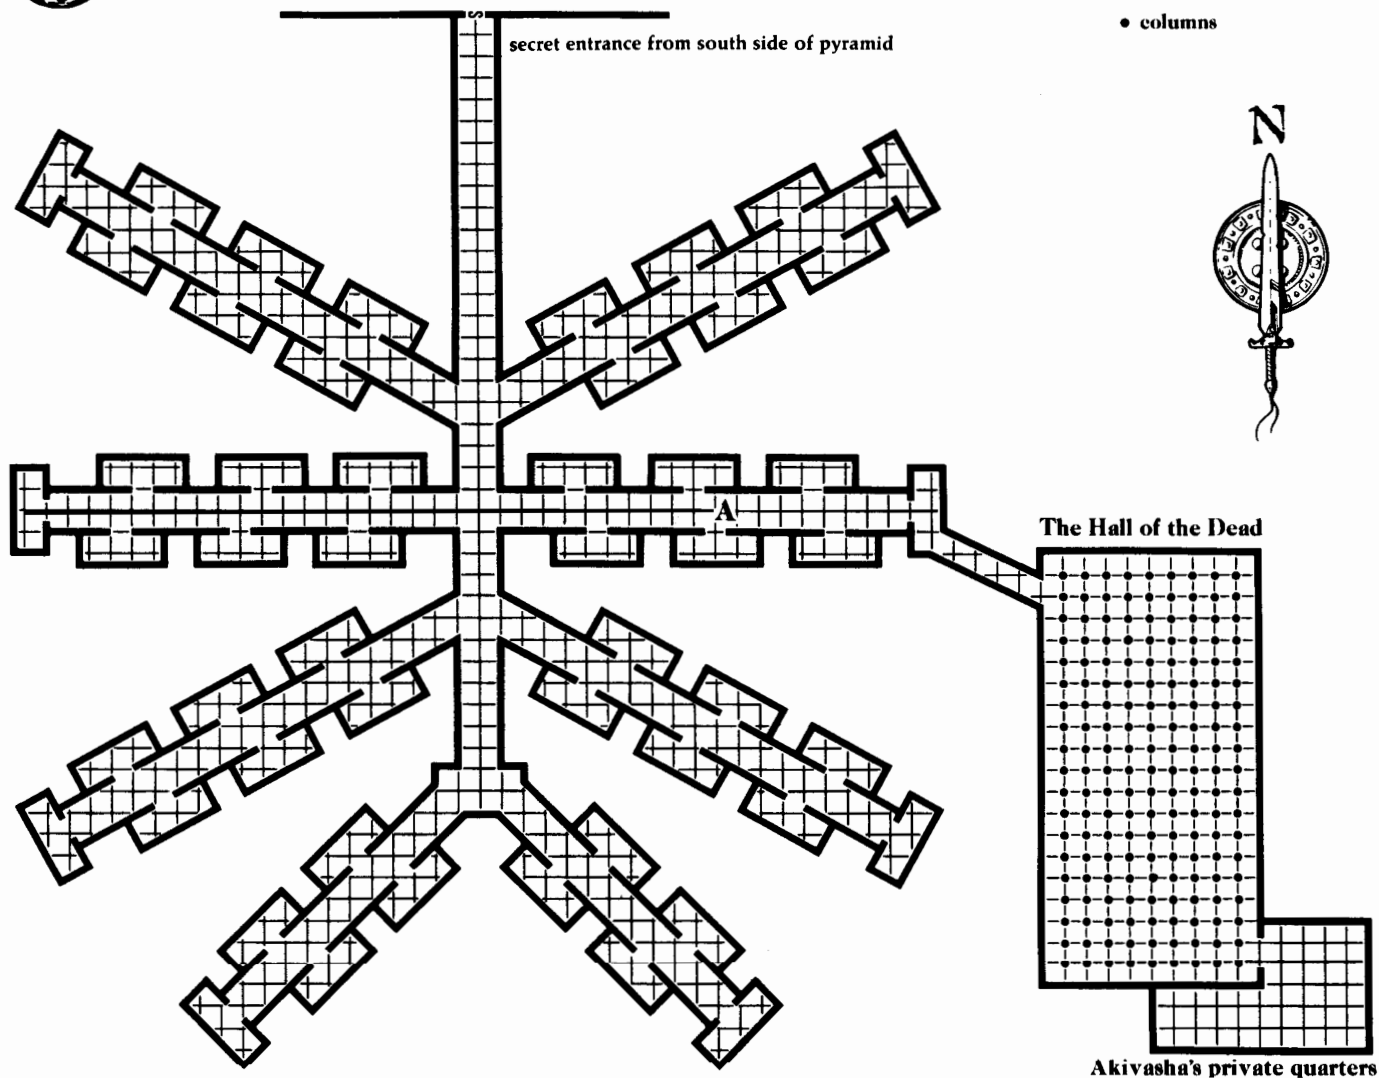 S
secret entrance from south side of pyramid
• columns
N
A
The Hall of the Dead
Akivasha's private quarters